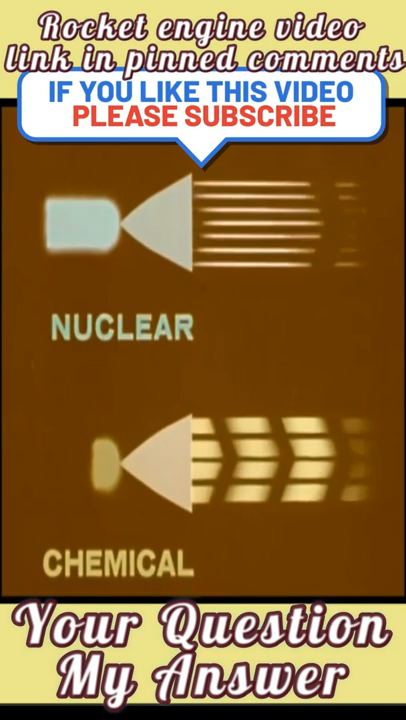 Rocket engine video
link in pinned comments
IF YOU LIKE THIS VIDEO
PLEASE SUBSCRIBE
NUCLEAR
CHEMICAL
Your Question
My Answer